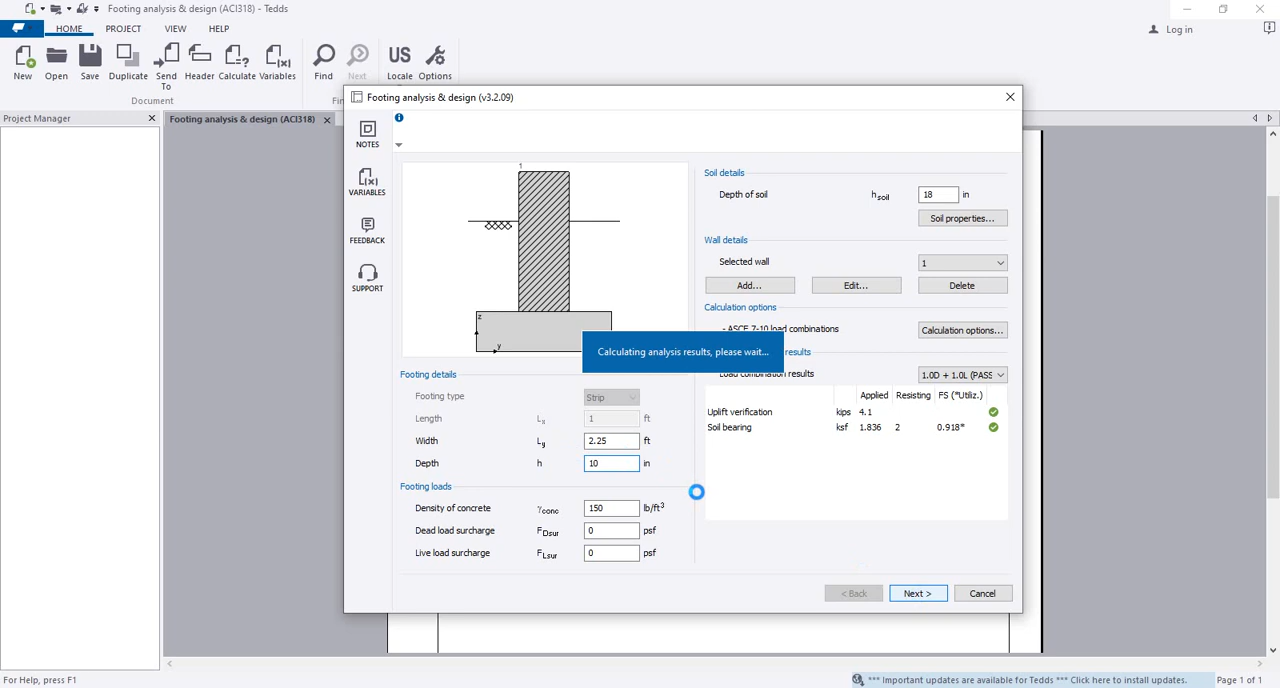 Footing analysis & design (ACI318) - Tedds
HOME PROJECT VIEW HELP
Log in
New Open Save Duplicate Send To Header Calculate Variables Find Next Locale Options
US
Document
Project Manager
Footing analysis & design (ACI318)
Footing analysis & design (v3.2.09)
NOTES
VARIABLES
FEEDBACK
SUPPORT
1
z
y
Soil details
Depth of soil h soil 18 in
Soil properties...
Wall details
Selected wall 1
Add... Edit... Delete
Calculation options
- ASCE 7-10 load combinations Calculation options...
Calculating analysis results, please wait...
results
Load combination results 1.0D + 1.0L (PASS
Applied Resisting FS (*Utiliz.)
Uplift verification kips 4.1
Soil bearing ksf 1.836 2 0.918*
Footing details
Footing type Strip
Length Lx 1 ft
Width Ly 2.25 ft
Depth h 10 in
Footing loads
Density of concrete γconc 150 lb/ft³
Dead load surcharge FDsur 0 psf
Live load surcharge FLsur 0 psf
< Back Next > Cancel
For Help, press F1
*** Important updates are available for Tedds *** Click here to install updates.
Page 1 of 1